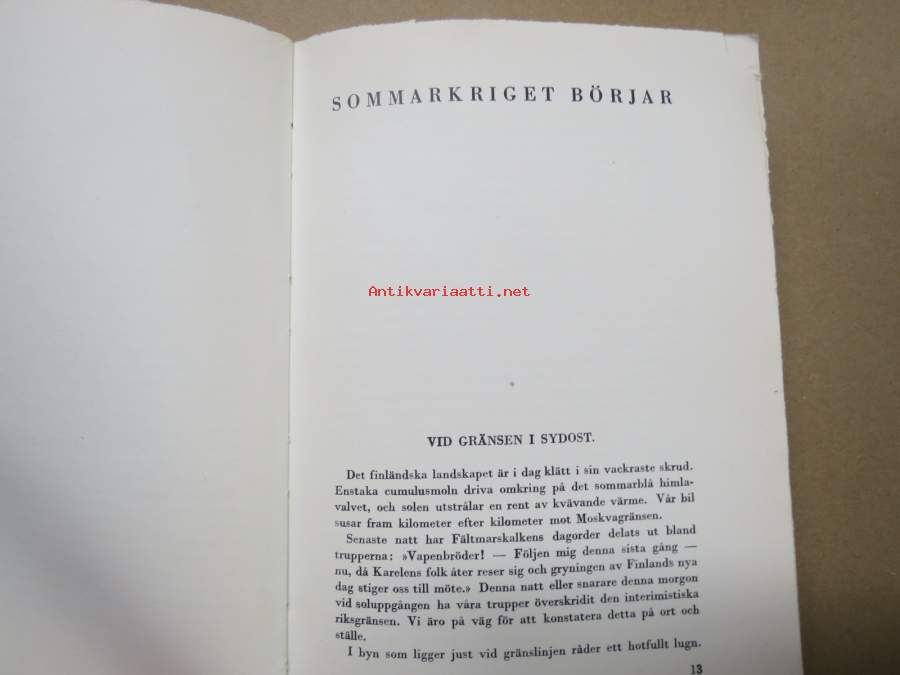 SOMMARKRIGET BÖRJAR
Antikvariaatti.net
VID GRÄNSEN I SYDOST.
Det finländska landskapet är i dag klätt i sin vackraste skrud.
Enstaka cumulusmoln driva omkring på det sommarblå himla-
valvet, och solen utstrålar en rent av kvävande värme. Vår bil
susar fram kilometer efter kilometer mot Moskvagränsen.
Senaste natt har Fältmarskalkens dagorder delats ut bland
trupperna: »Vapenbröder! — Följen mig denna sista gång —
nu, då Karelens folk åter reser sig och gryningen av Finlands nya
dag stiger oss till möte.» Denna natt eller snarare denna morgon
vid soluppgången ha våra trupper överskridit den interimistiska
riksgränsen. Vi äro på väg för att konstatera detta på ort och
ställe.
I byn som ligger just vid gränslinjen råder ett hotfullt lugn.
13